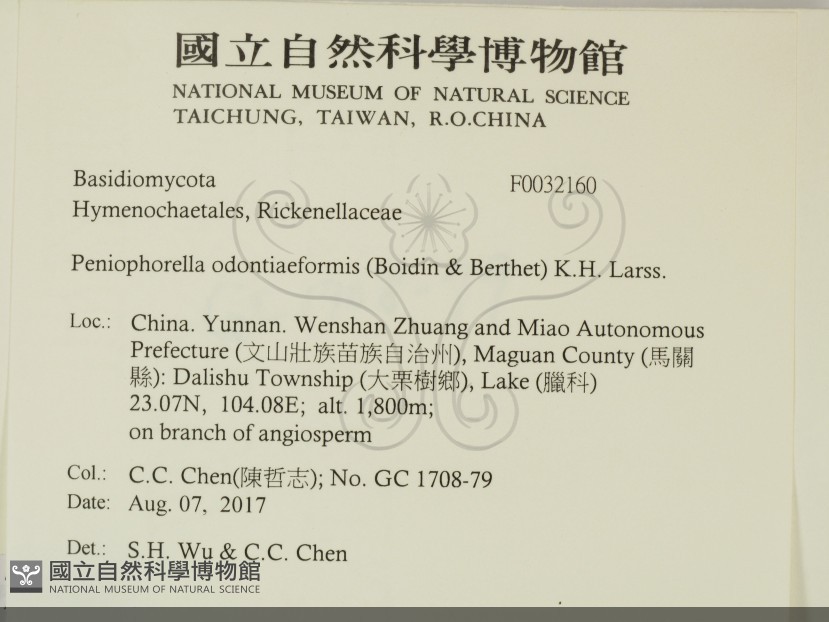 國立自然科學博物館
NATIONAL MUSEUM OF NATURAL SCIENCE
TAICHUNG, TAIWAN, R.O.CHINA
Basidiomycota F0032160
Hymenochaetales, Rickenellaceae
Peniophorella odontiaeformis (Boidin & Berthet) K.H. Larss.
Loc.: China. Yunnan. Wenshan Zhuang and Miao Autonomous
Prefecture (文山壯族苗族自治州), Maguan County (馬關
縣): Dalishu Township (大栗樹鄉), Lake (臘科)
23.07N, 104.08E; alt. 1,800m;
on branch of angiosperm
Col.: C.C. Chen(陳哲志); No. GC 1708-79
Date: Aug. 07, 2017
Det.: S.H. Wu & C.C. Chen
國立自然科學博物館
NATIONAL MUSEUM OF NATURAL SCIENCE